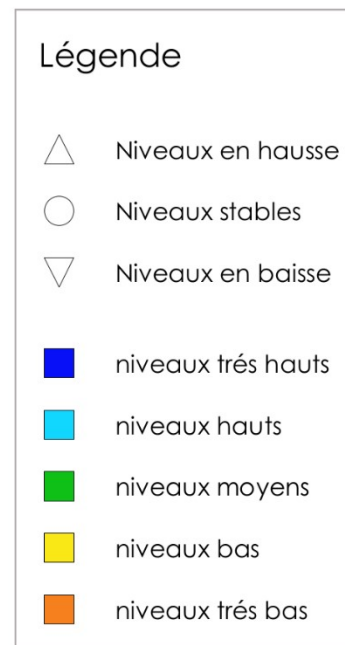 Légende
Niveaux en hausse
Niveaux stables
Niveaux en baisse
niveaux trés hauts
niveaux hauts
niveaux moyens
niveaux bas
niveaux trés bas